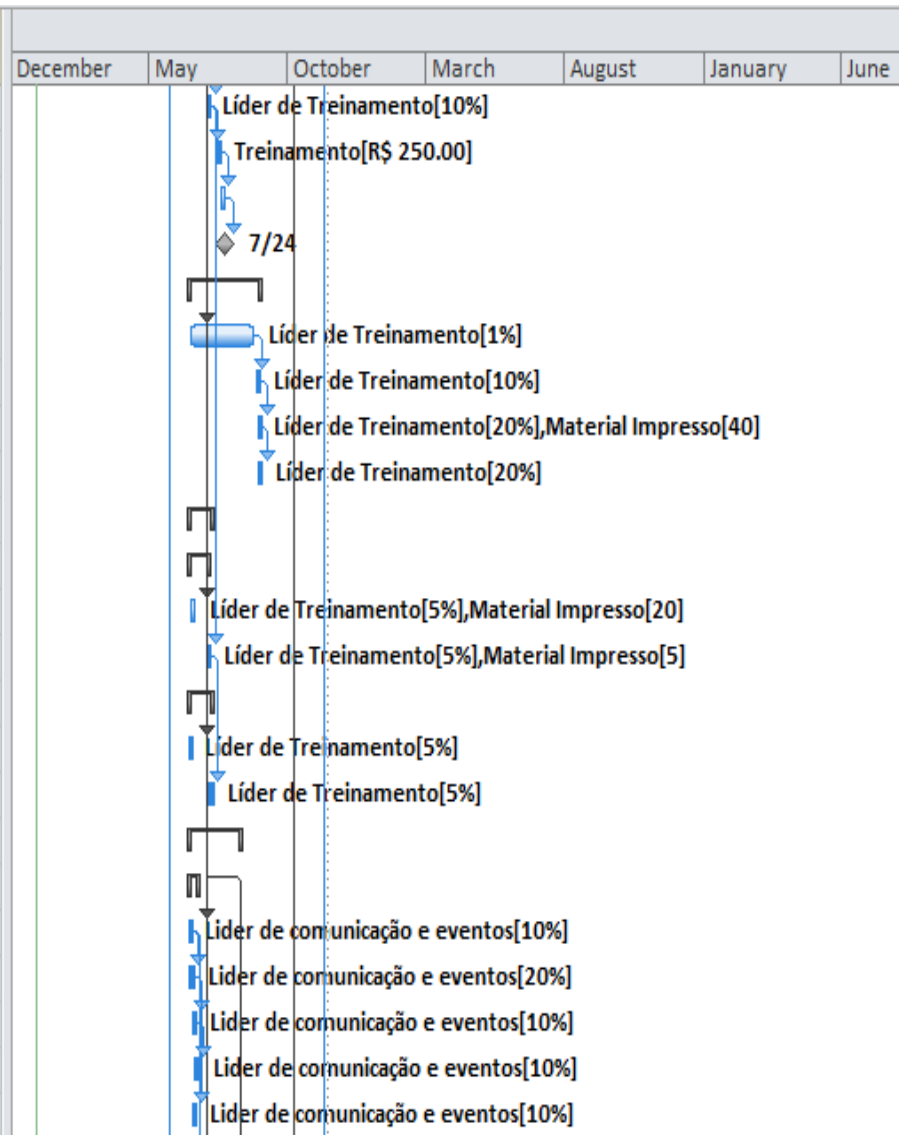 December May October March August January June
Líder de Treinamento[10%]
Treinamento[R$ 250.00]
7/24
Líder de Treinamento[1%]
Líder de Treinamento[10%]
Líder de Treinamento[20%],Material Impresso[40]
Líder de Treinamento[20%]
Líder de Treinamento[5%],Material Impresso[20]
Líder de Treinamento[5%],Material Impresso[5]
Líder de Treinamento[5%]
Líder de Treinamento[5%]
Lider de comunicação e eventos[10%]
Lider de comunicação e eventos[20%]
Lider de comunicação e eventos[10%]
Lider de comunicação e eventos[10%]
Lider de comunicação e eventos[10%]